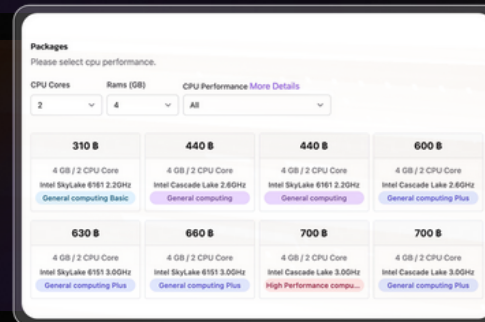 Packages
Please select cpu performance.
CPU Cores Rams (GB) CPU Performance More Details
2 4 All
310 ฿ 440 ฿ 440 ฿ 600 ฿
4 GB / 2 CPU Core 4 GB / 2 CPU Core 4 GB / 2 CPU Core 4 GB / 2 CPU Core
Intel SkyLake 6161 2.2GHz Intel Cascade Lake 2.6GHz Intel SkyLake 6161 2.2GHz Intel Cascade Lake 2.6GHz
General computing Basic General computing General computing General computing Plus
630 ฿ 660 ฿ 700 ฿ 700 ฿
4 GB / 2 CPU Core 4 GB / 2 CPU Core 4 GB / 2 CPU Core 4 GB / 2 CPU Core
Intel SkyLake 6151 3.0GHz Intel SkyLake 6151 3.0GHz Intel Cascade Lake 3.0GHz Intel Cascade Lake 3.0GHz
General computing Plus General computing Plus High Performance compu... General computing Plus